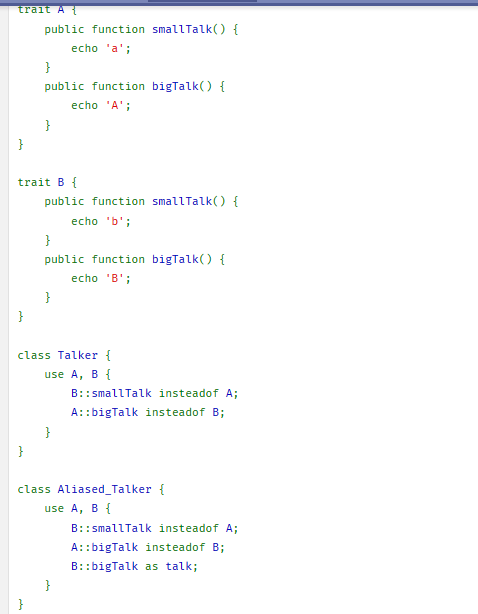 trait A {
    public function smallTalk() {
        echo 'a';
    }
    public function bigTalk() {
        echo 'A';
    }
}

trait B {
    public function smallTalk() {
        echo 'b';
    }
    public function bigTalk() {
        echo 'B';
    }
}

class Talker {
    use A, B {
        B::smallTalk insteadof A;
        A::bigTalk insteadof B;
    }
}

class Aliased_Talker {
    use A, B {
        B::smallTalk insteadof A;
        A::bigTalk insteadof B;
        B::bigTalk as talk;
    }
}